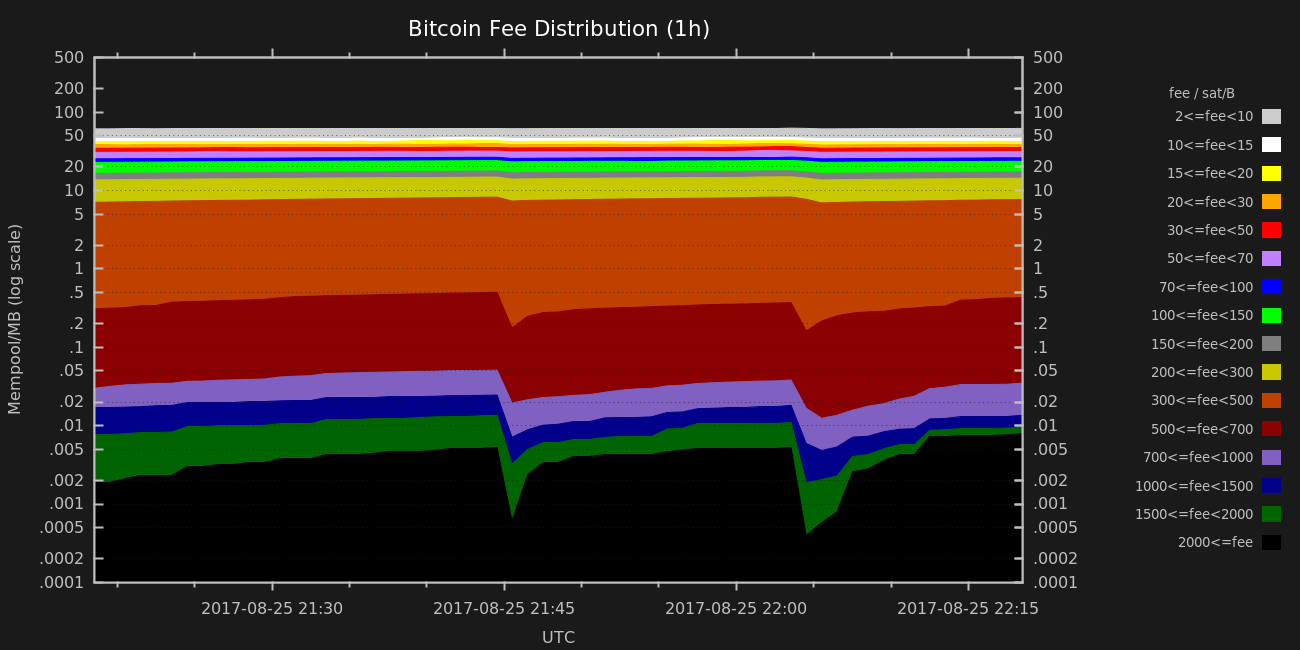 Bitcoin Fee Distribution (1h)
Mempool/MB (log scale)
500
200
100
50
20
10
5
2
1
.5
.2
.1
.05
.02
.01
.005
.002
.001
.0005
.0002
.0001
500
200
100
50
20
10
5
2
1
.5
.2
.1
.05
.02
.01
.005
.002
.001
.0005
.0002
.0001
fee / sat/B
2<=fee<10
10<=fee<15
15<=fee<20
20<=fee<30
30<=fee<50
50<=fee<70
70<=fee<100
100<=fee<150
150<=fee<200
200<=fee<300
300<=fee<500
500<=fee<700
700<=fee<1000
1000<=fee<1500
1500<=fee<2000
2000<=fee
2017-08-25 21:30 2017-08-25 21:45 2017-08-25 22:00 2017-08-25 22:15
UTC